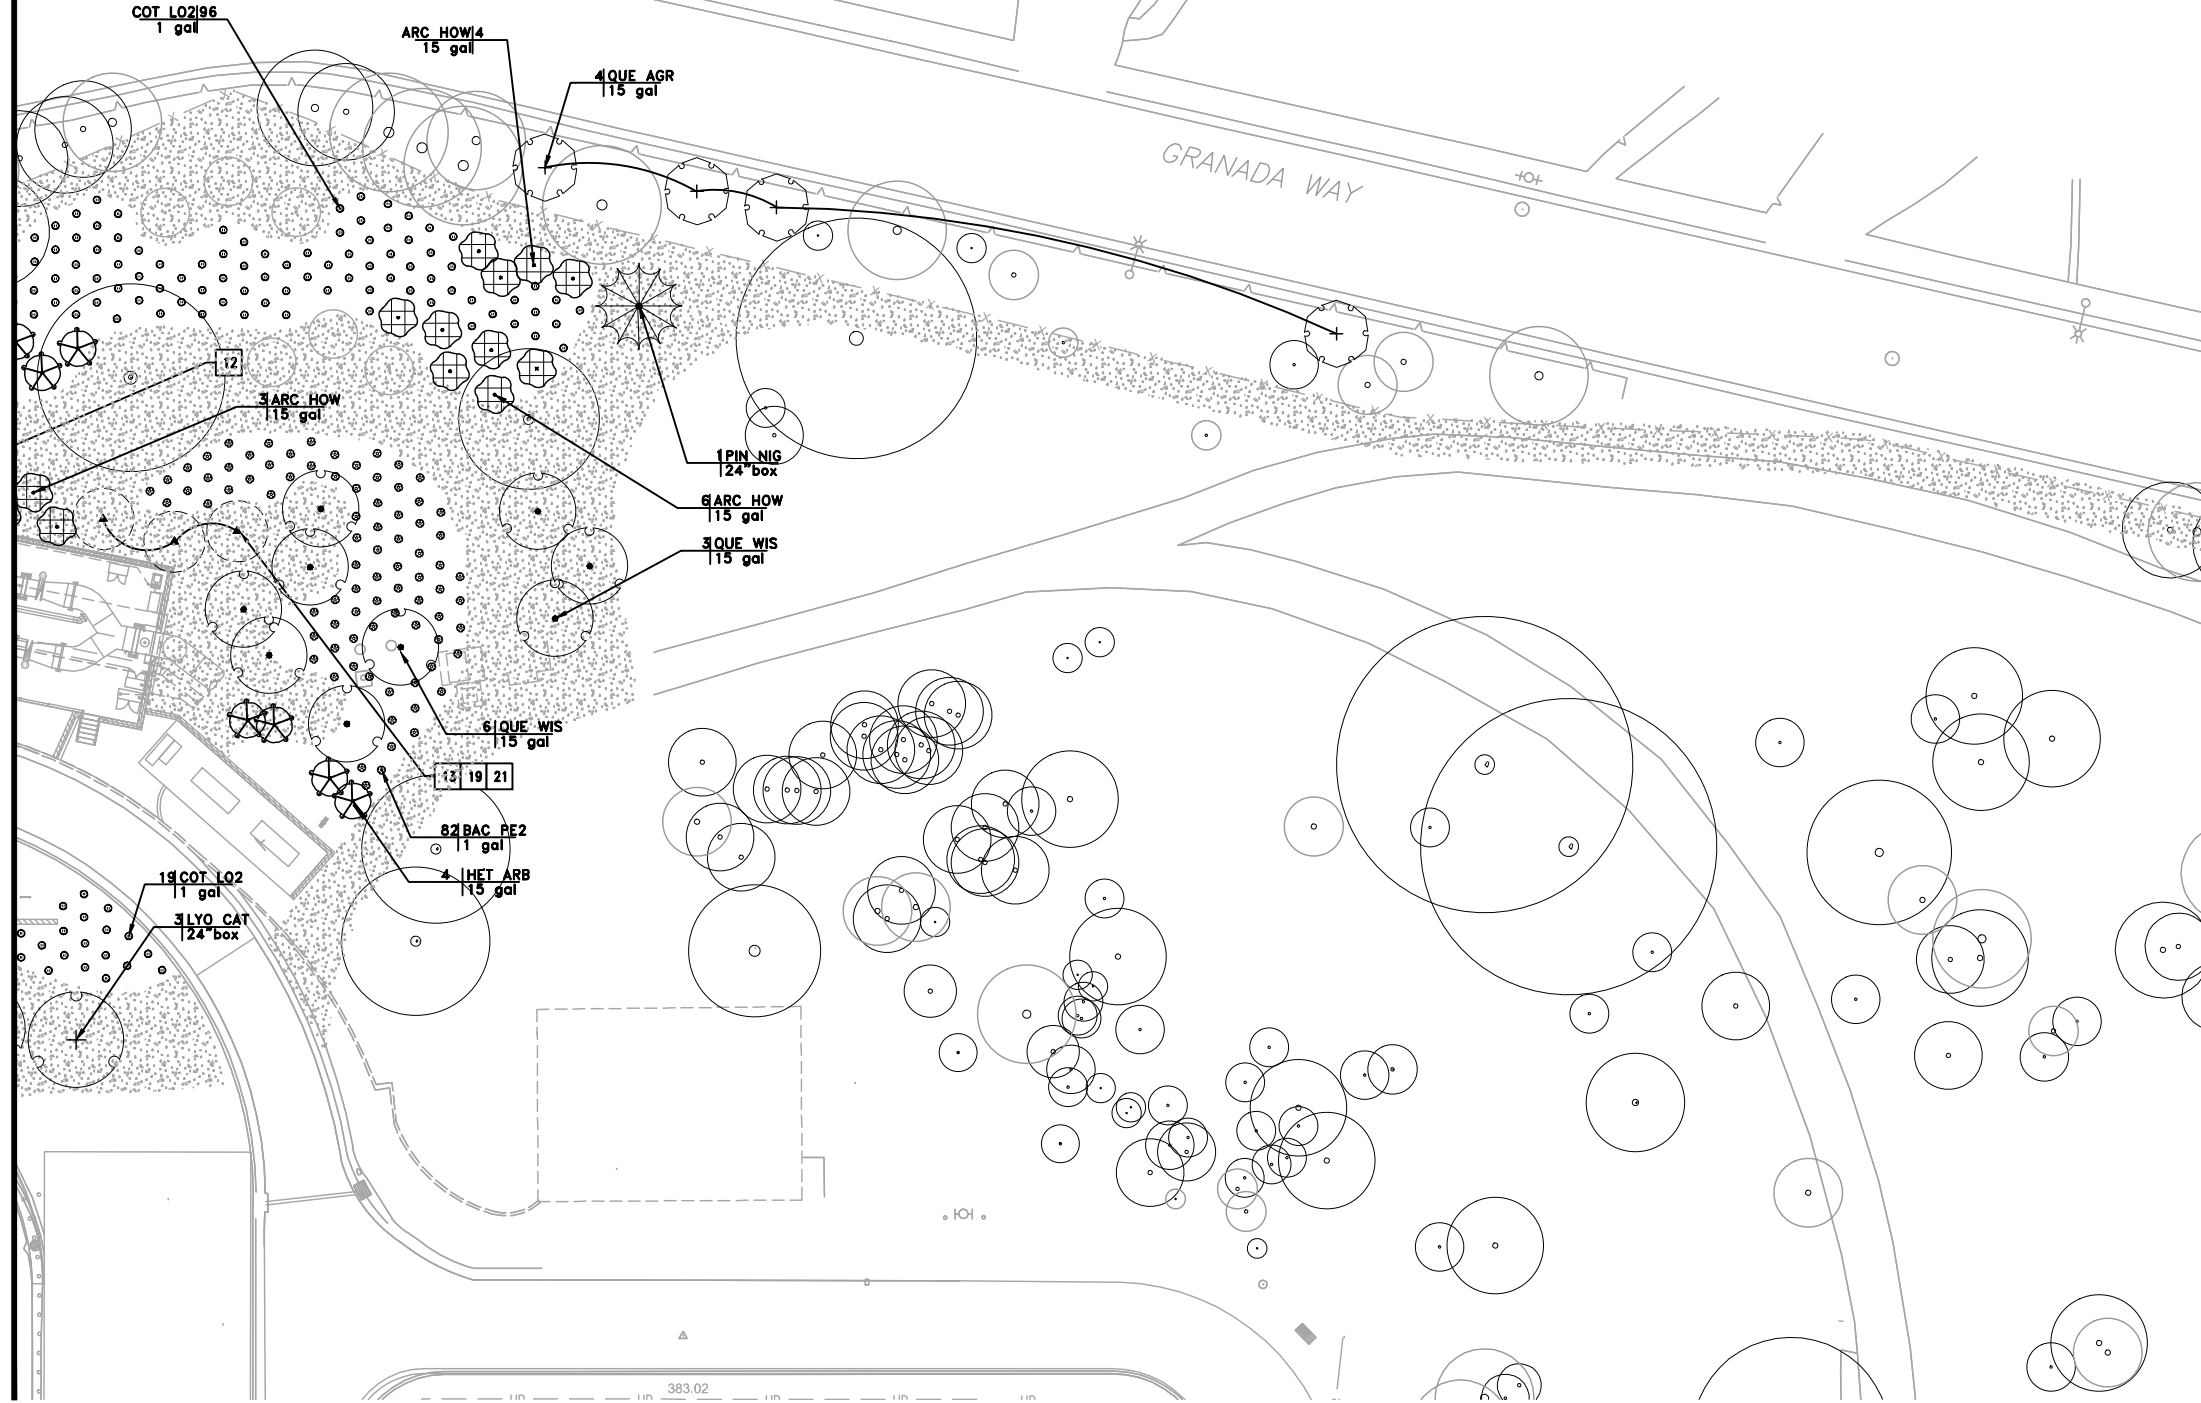 COT LO2 96
1 gal
ARC HOW 4
15 gal
4 QUE AGR
15 gal
GRANADA WAY
12
3 ARC HOW
15 gal
1 PIN NIG
24"box
6 ARC HOW
15 gal
3 QUE WIS
15 gal
6 QUE WIS
15 gal
13 19 21
82 BAC PE2
1 gal
4 HET ARB
15 gal
19 COT LO2
1 gal
3 LYO CAT
24"box
383.02